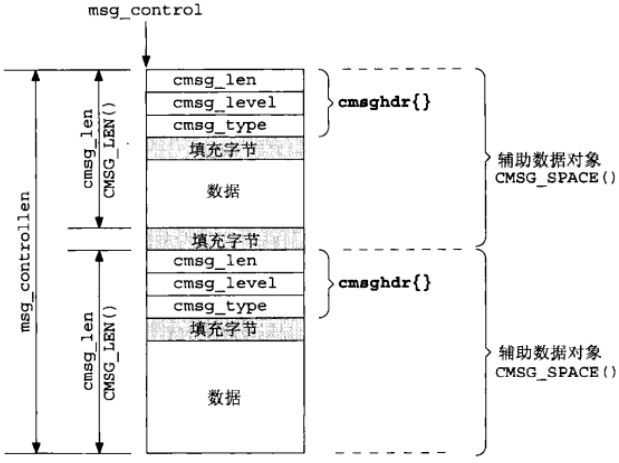 msg_control
cmsg_len
cmsg_level
cmsg_type
cmsghdr{}
填充字节
数据
填充字节
cmsg_len
CMSG_LEN()
辅助数据对象
CMSG_SPACE()
msg_controllen
cmsg_len
cmsg_level
cmsg_type
cmsghdr{}
填充字节
数据
cmsg_len
CMSG_LEN()
辅助数据对象
CMSG_SPACE()